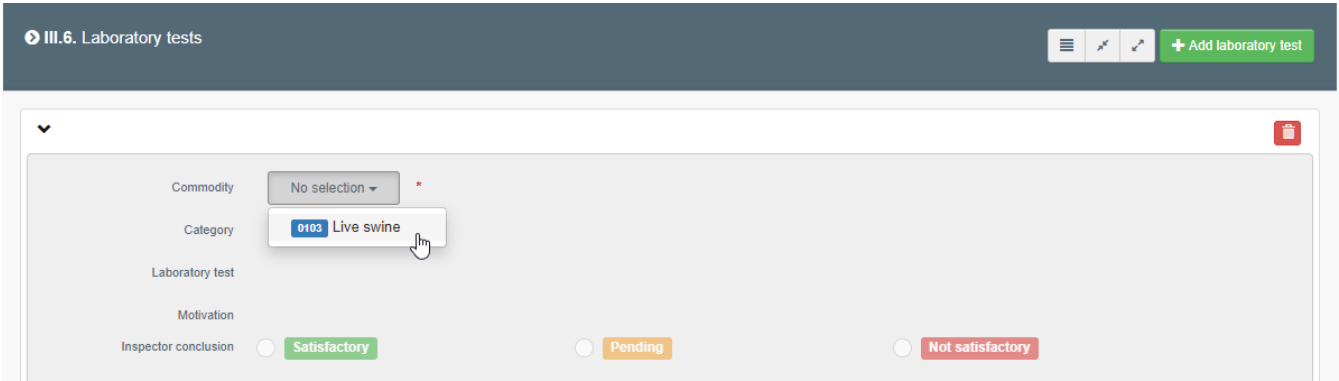 III.6. Laboratory tests
Add laboratory test
Commodity No selection *
0103 Live swine
Category
Laboratory test
Motivation
Inspector conclusion Satisfactory Pending Not satisfactory